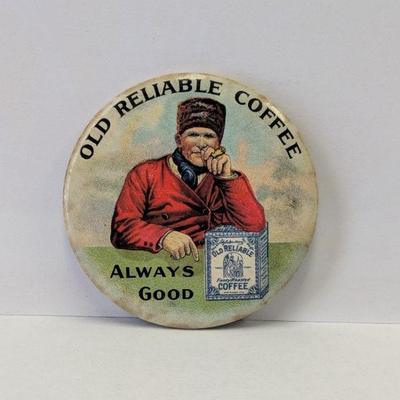 OLD RELIABLE COFFEE
ALWAYS
GOOD
OLD RELIABLE
COFFEE